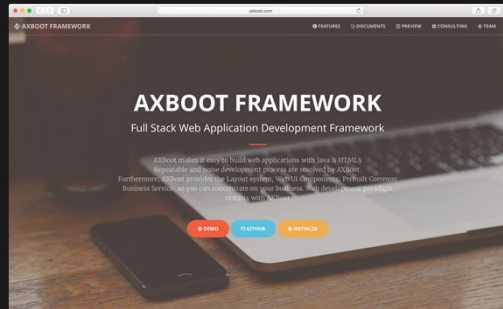 axboot.com
AXBOOT FRAMEWORK
FEATURES DOCUMENTS PREVIEW CONSULTING TEAM
AXBOOT FRAMEWORK
Full Stack Web Application Development Framework
AXBoot makes it easy to build web applications with Java & HTML5
Repeatable and noise development process are resolved by AXBoot.
Furthermore, AXBoot provides the Layout system, Web UI Components, Prebuilt Common
Business Service, so you can concentrate on your business. Web development paradigm
restarts with AXBoot
DEMO GITHUB INITIALZR